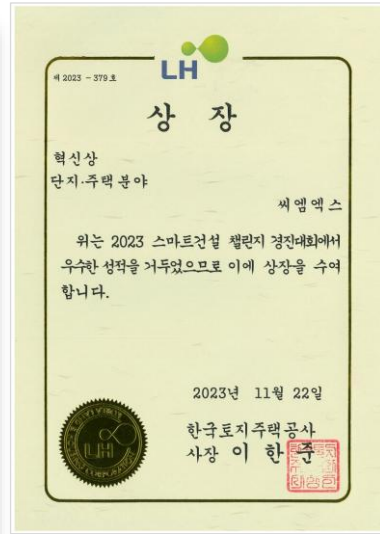 LH
제 2023 - 379 호
상 장
혁신상
단지·주택 분야
씨엠엑스
위는 2023 스마트건설 챌린지 경진대회에서
우수한 성적을 거두었으므로 이에 상장을 수여
합니다.
2023년 11월 22일
한국토지주택공사
사장 이 한 준
LH